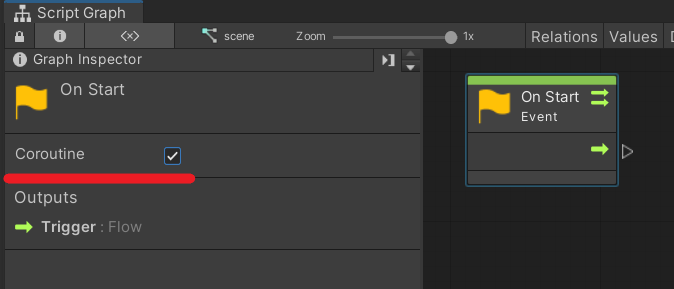 Script Graph
scene
Zoom
1x
Relations
Values
Graph Inspector
On Start
Coroutine
Outputs
Trigger : Flow
On Start
Event